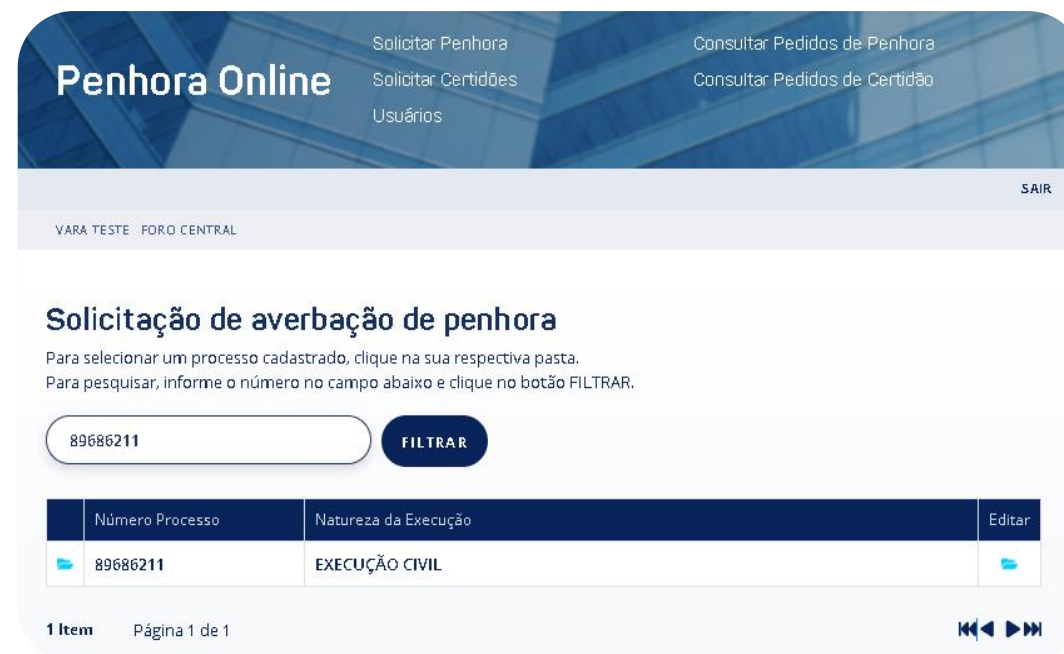 Penhora Online
Solicitar Penhora
Solicitar Certidões
Usuários
Consultar Pedidos de Penhora
Consultar Pedidos de Certidão
SAIR
VARA TESTE FORO CENTRAL
Solicitação de averbação de penhora
Para selecionar um processo cadastrado, clique na sua respectiva pasta.
Para pesquisar, informe o número no campo abaixo e clique no botão FILTRAR.
89686211 FILTRAR
Número Processo Natureza da Execução Editar
89686211 EXECUÇÃO CIVIL
1 Item Página 1 de 1